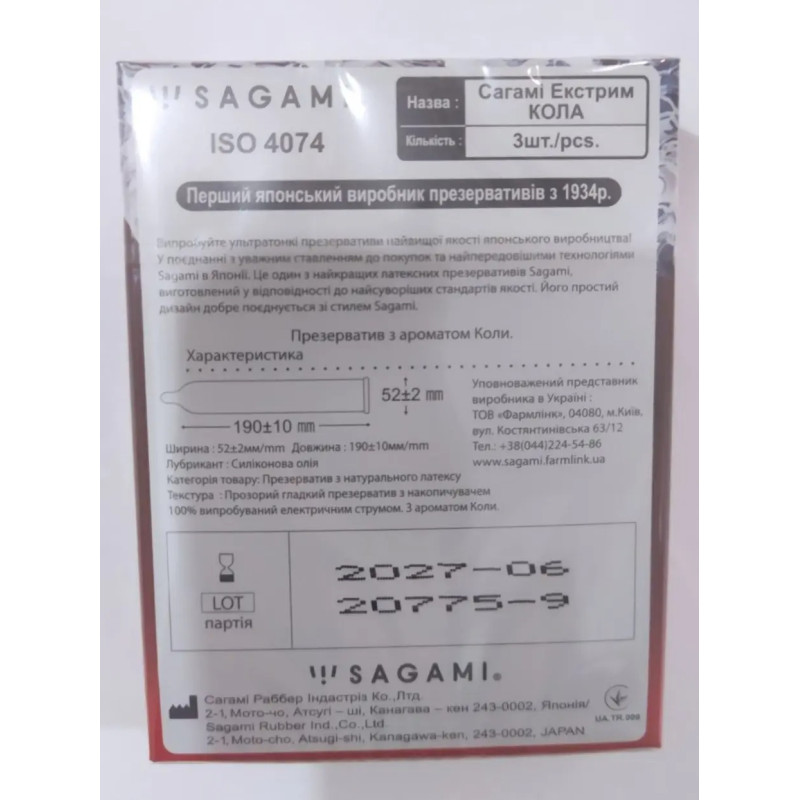 SAGAMI
ISO 4074
Назва : Сагамі Екстрим КОЛА
Кількість : 3шт./pcs.
Перший японський виробник презервативів з 1934р.
Випробуйте ультратонкі презервативи найвищої якості японського виробництва!
У поєднанні з уважним ставленням до покупок та найпередовішими технологіями
Sagami в Японії. Це один з найкращих латексних презервативів Sagami,
виготовлений у відповідності до найсуворіших стандартів якості. Його простий
дизайн добре поєднується зі стилем Sagami.
Презерватив з ароматом Коли.
Характеристика
52±2 mm
190±10 mm
Ширина : 52±2мм/mm Довжина : 190±10мм/mm
Лубрикант : Силіконова олія
Категорія товару: Презерватив з натурального латексу
Текстура : Прозорий гладкий презерватив з накопичувачем
100% випробуваний електричним струмом. З ароматом Коли.
Уповноважений представник
виробника в Україні :
ТОВ «Фармлінк», 04080, м.Київ,
вул. Костянтинівська 63/12
Тел.: +38(044)224-54-86
www.sagami.farmlink.ua
2027-06
LOT
партія
20775-9
SAGAMI®
Сагамі Раббер Індастріз Ко.,Лтд.
2-1, Мото-чо, Атсугі – ші, Канагава – кен 243-0002, Японія/
Sagami Rubber Ind.,Co.,Ltd.
2-1, Moto-cho, Atsugi-shi, Kanagawa-ken, 243-0002, JAPAN